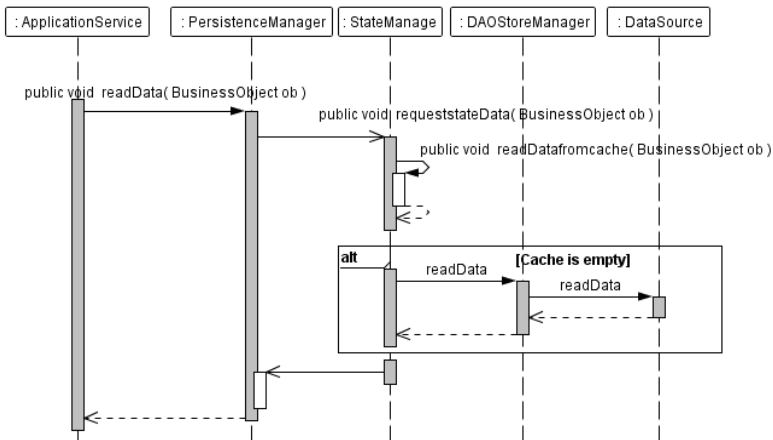 : ApplicationService
: PersistenceManager
: StateManage
: DAOStoreManager
: DataSource
public void readData( BusinessObject ob )
public void requeststateData( BusinessObject ob )
public void readDatafromcache( BusinessObject ob )
alt
[Cache is empty]
readData
readData